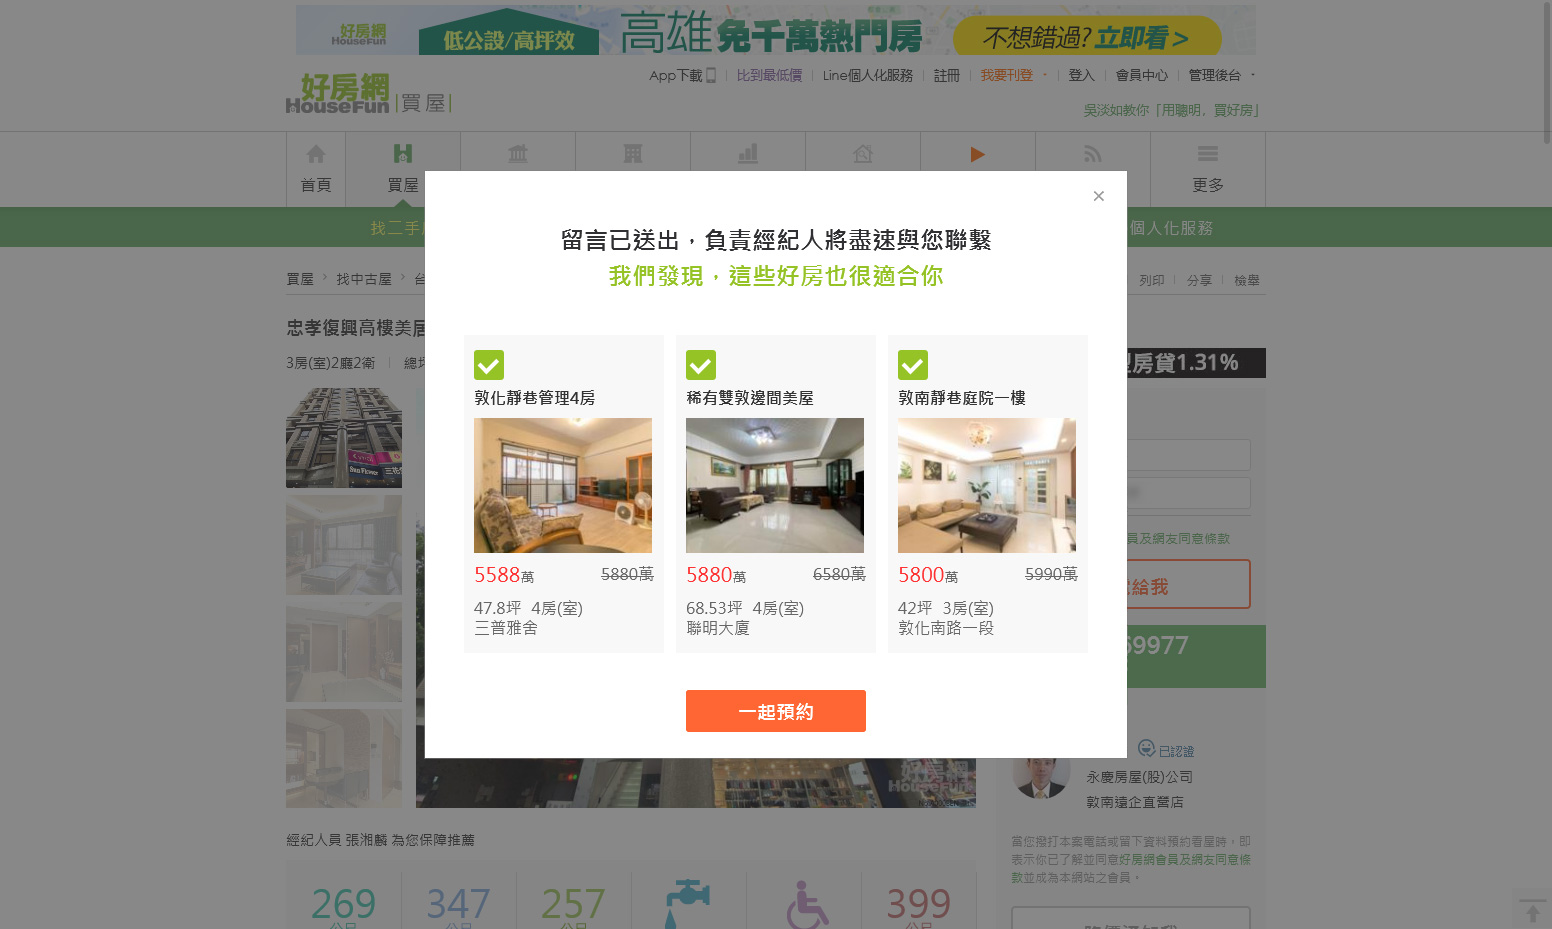 好房網
HouseFun
低公設/高坪效
高雄免千萬熱門房
不想錯過?立即看>
App下載
比到最低價
Line個人化服務
註冊
我要刊登
登入
會員中心
管理後台
好房網
HouseFun
買屋
吳淡如教你「用聰明，買好房」
首頁
買屋
更多
找二手
個人化服務
買屋
找中古屋
列印
分享
檢舉
忠孝復興高樓美居
3房(室)2廳2衛
房貸1.31%
留言已送出，負責經紀人將盡速與您聯繫
我們發現，這些好房也很適合你
敦化靜巷管理4房
5588萬
5880萬
47.8坪 4房(室)
三普雅舍
稀有雙敦邊間美屋
5880萬
6580萬
68.53坪 4房(室)
聯明大廈
敦南靜巷庭院一樓
5800萬
5990萬
42坪 3房(室)
敦化南路一段
一起預約
員及網友同意條款
給我
69977
已認證
永慶房屋(股)公司
敦南遠企直營店
好房網
HouseFun
經紀人員 張湘麟 為您保障推薦
當您撥打本案電話或留下資料預約看屋時，即
表示你已了解並同意好房網會員及網友同意條
款並成為本網站之會員。
269
公尺
347
公尺
257
公尺
399
公尺